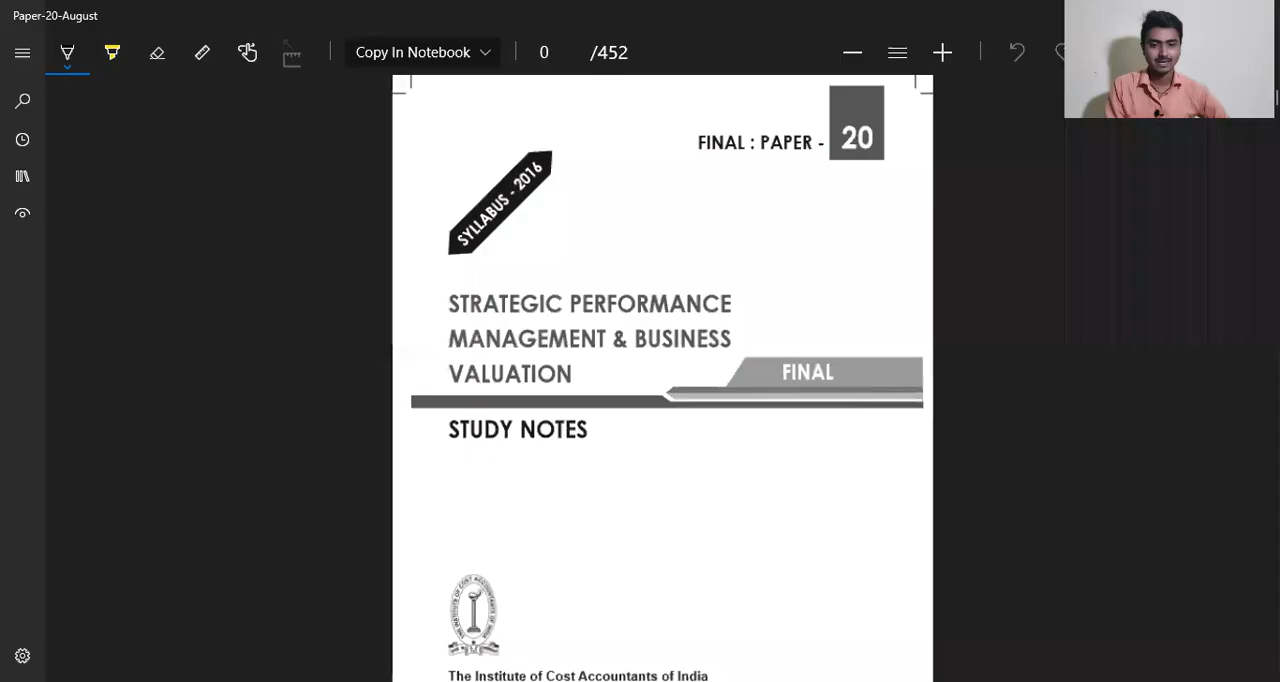 Paper-20-August
Copy In Notebook
0
/452
FINAL : PAPER - 20
SYLLABUS - 2016
STRATEGIC PERFORMANCE
MANAGEMENT & BUSINESS
VALUATION
FINAL
STUDY NOTES
The Institute of Cost Accountants of India